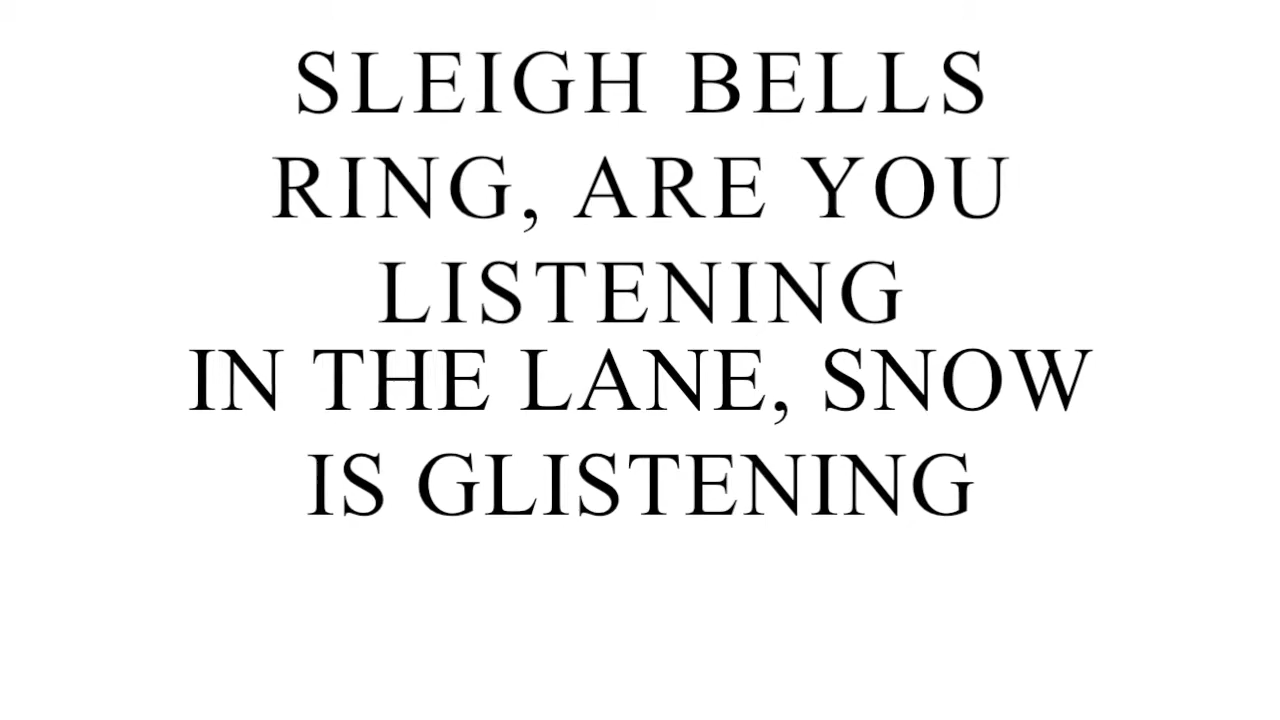 SLEIGH BELLS
RING, ARE YOU
LISTENING
IN THE LANE, SNOW
IS GLISTENING